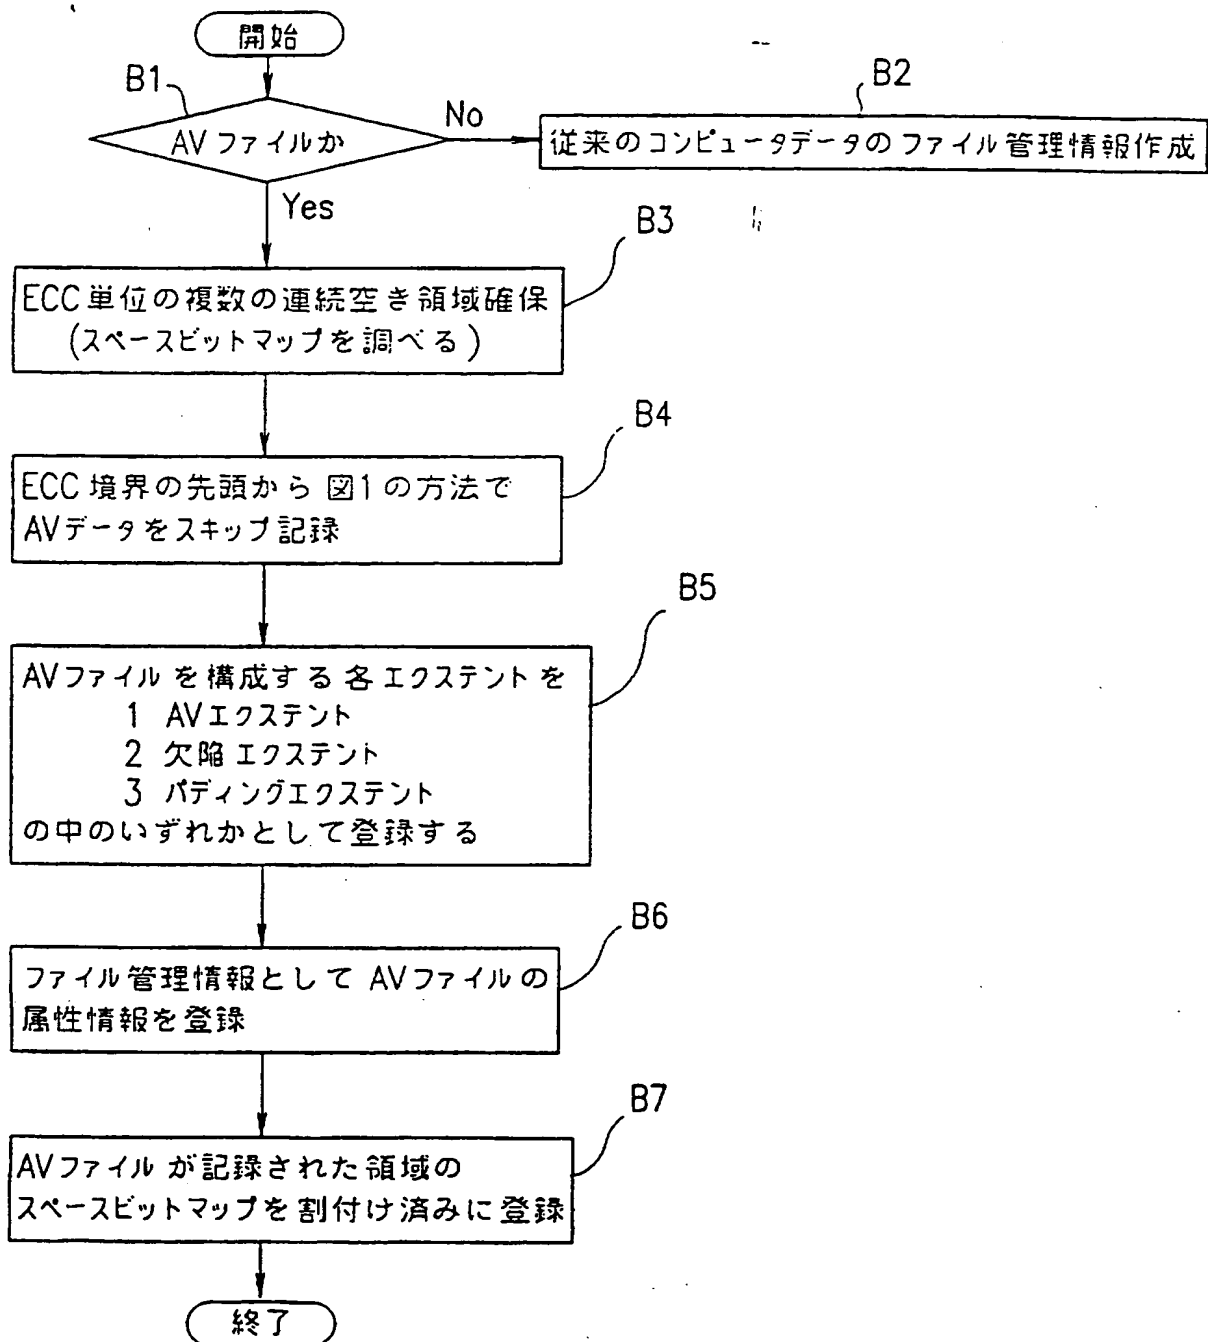 開始
B1
AVファイルか
No
B2
従来のコンピュータデータのファイル管理情報作成
Yes
B3
ECC単位の複数の連続空き領域確保
(スペースビットマップを調べる)
B4
ECC境界の先頭から図1の方法で
AVデータをスキップ記録
B5
AVファイルを構成する各エクステントを
1 AVエクステント
2 欠陥エクステント
3 パディングエクステント
の中のいずれかとして登録する
B6
ファイル管理情報としてAVファイルの
属性情報を登録
B7
AVファイルが記録された領域の
スペースビットマップを割付け済みに登録
終了